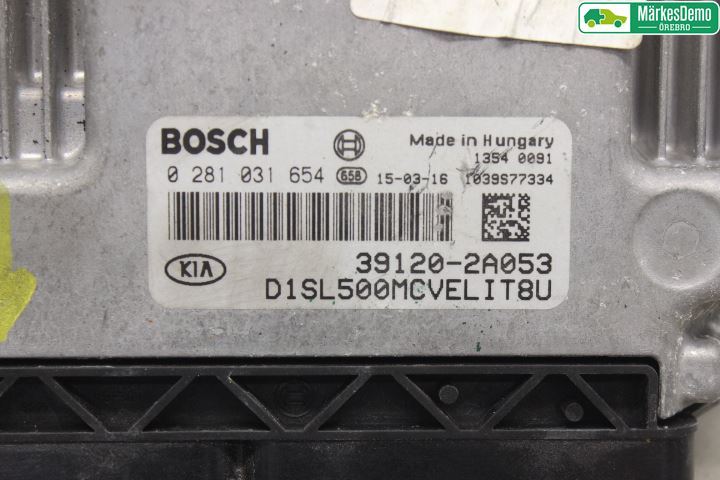 MärkesDemo
ÖREBRO
BOSCH
Made in Hungary
1354 0091
0 281 031 654 658 15-03-16 1039S77334
KIA
39120-2A053
D1SL500MCVELIT8U